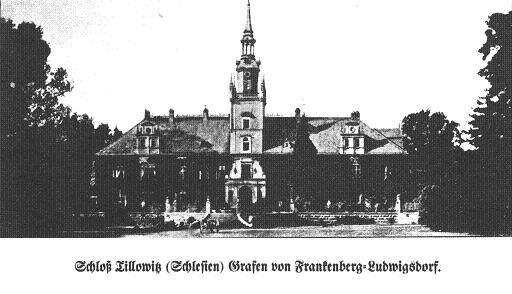 Schloß Tillowitz (Schlesien) Grafen von Frankenberg-Ludwigsdorf.